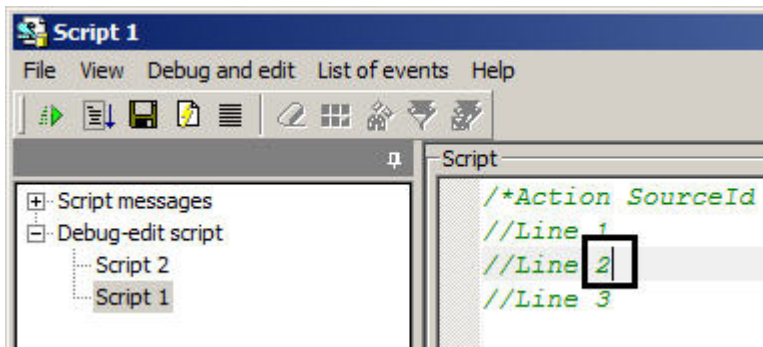 Script 1
File View Debug and edit List of events Help
Script messages
Debug-edit script
Script 2
Script 1
Script
/*Action SourceId
//Line 1
//Line 2
//Line 3